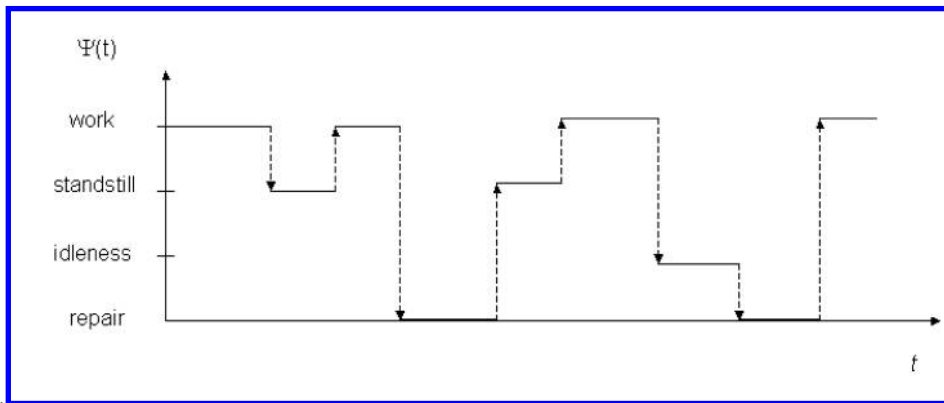 Ψ(t)
work
standstill
idleness
repair
t